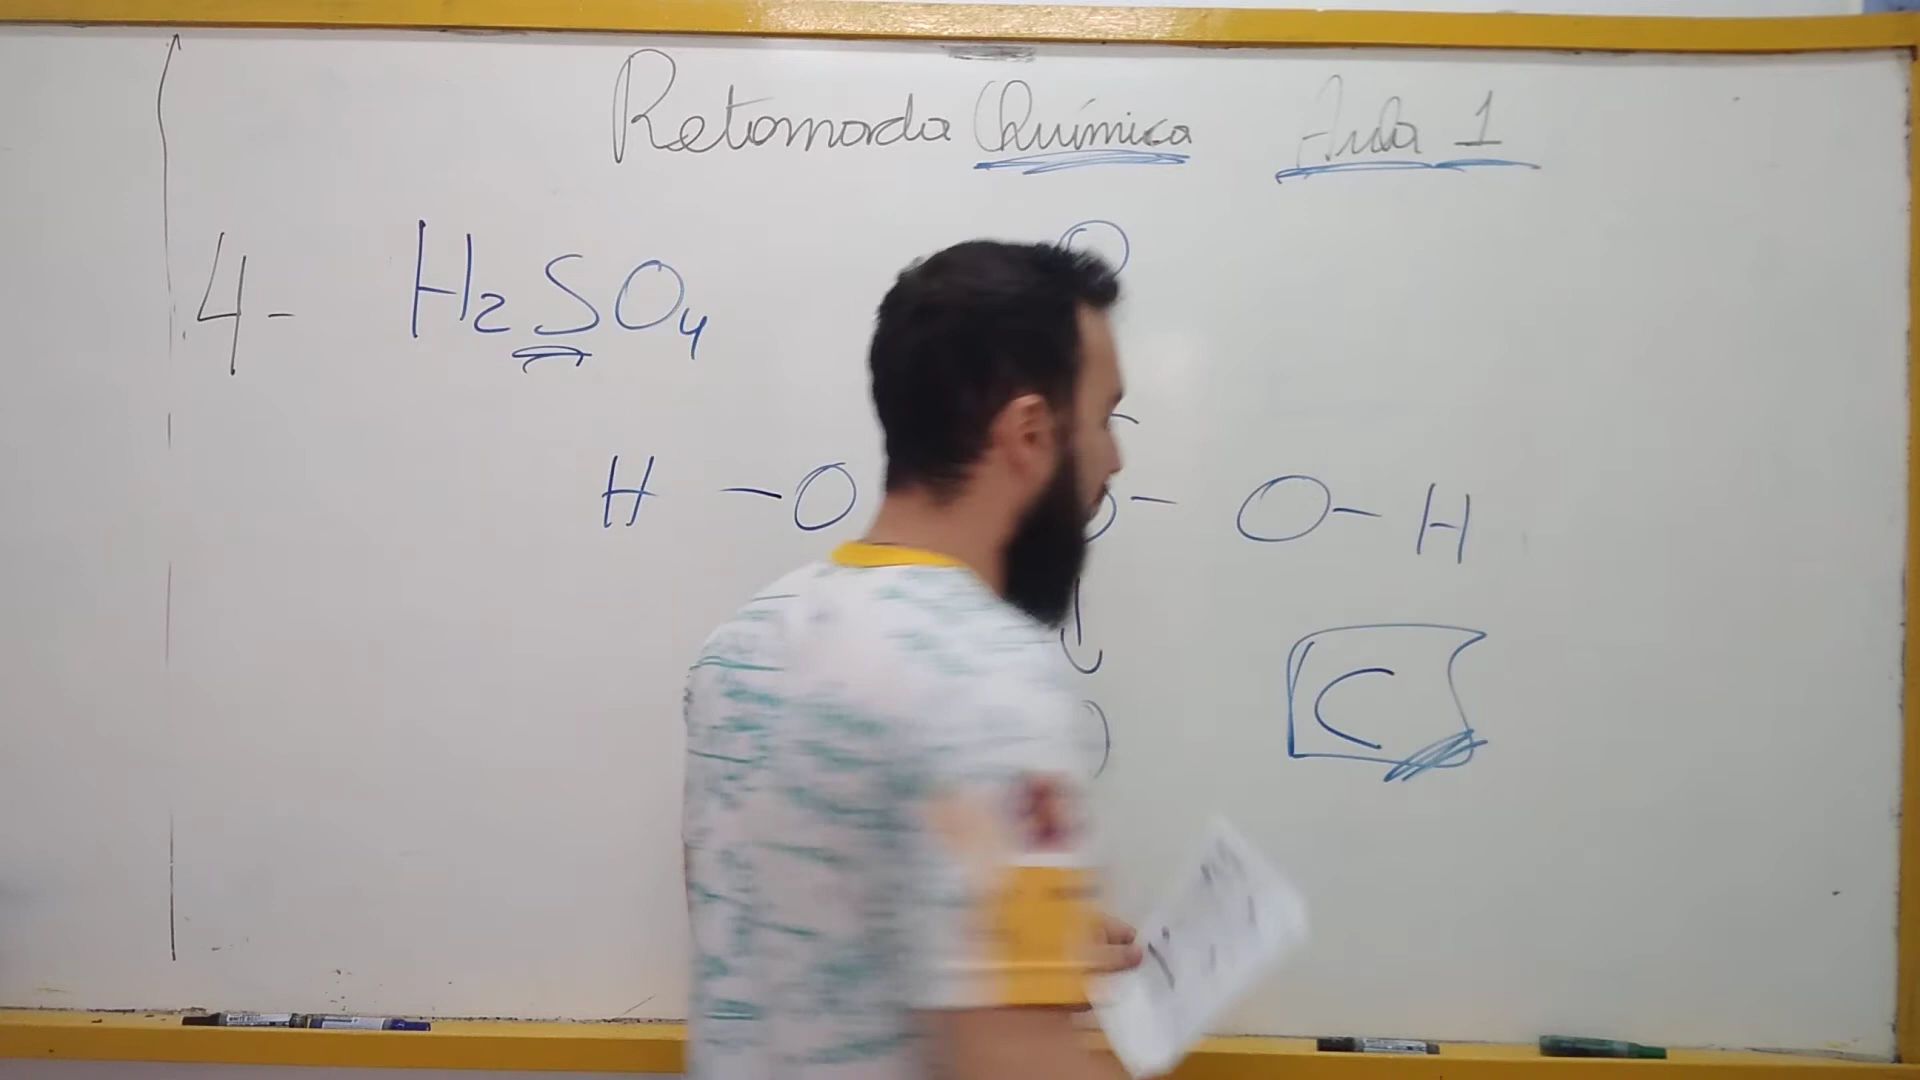 Retomada Química Aula 1
4- H2SO4
O
H - O - O - H
C